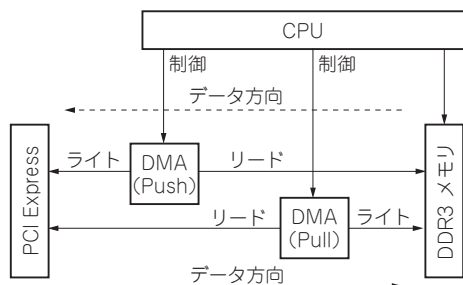 CPU
制御
制御
データ方向
PCI Express
ライト
DMA
(Push)
リード
DDR3 メモリ
リード
DMA
(Pull)
ライト
データ方向